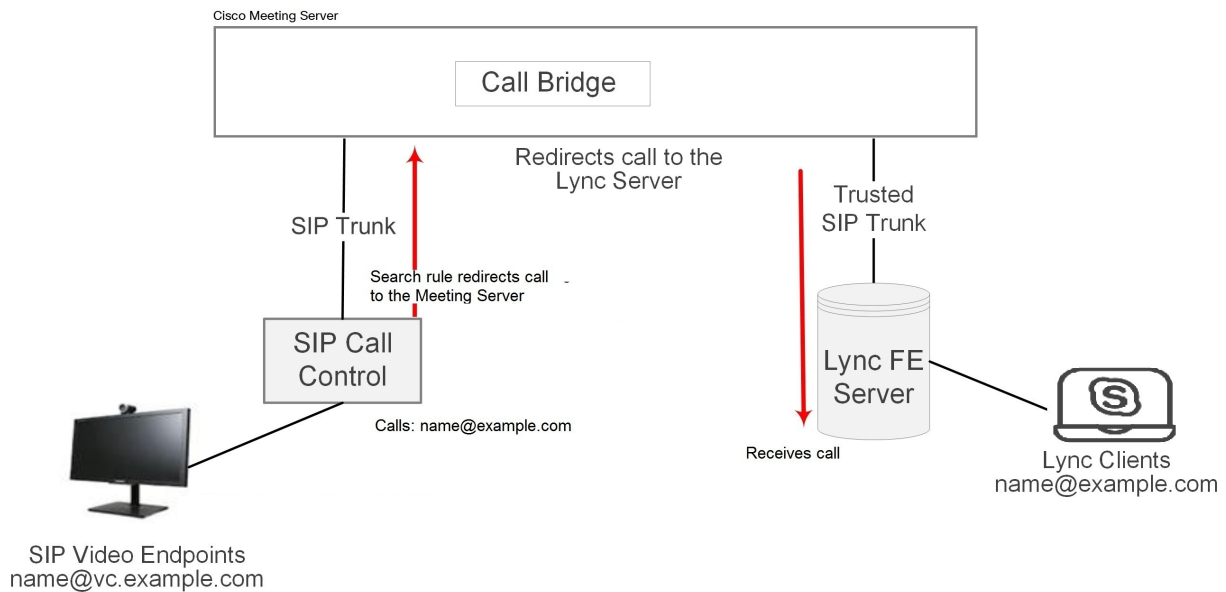 Cisco Meeting Server
Call Bridge
Redirects call to the
Lync Server
SIP Trunk
Trusted
SIP Trunk
Search rule redirects call
to the Meeting Server
SIP Call
Control
Lync FE
Server
Calls: name@example.com
Receives call
S
Lync Clients
name@example.com
SIP Video Endpoints
name@vc.example.com